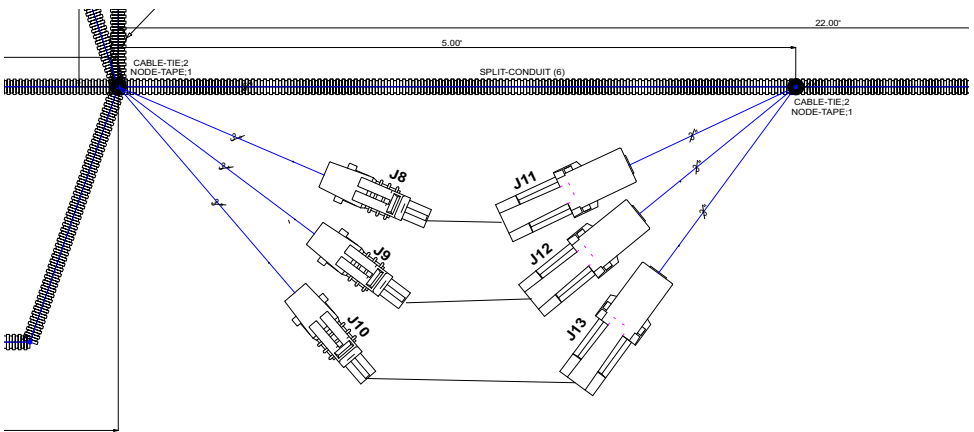 22.00"
5.00"
CABLE-TIE;2
NODE-TAPE;1
SPLIT-CONDUIT (6)
CABLE-TIE;2
NODE-TAPE;1
J8
J11
J9
J12
J10
J13